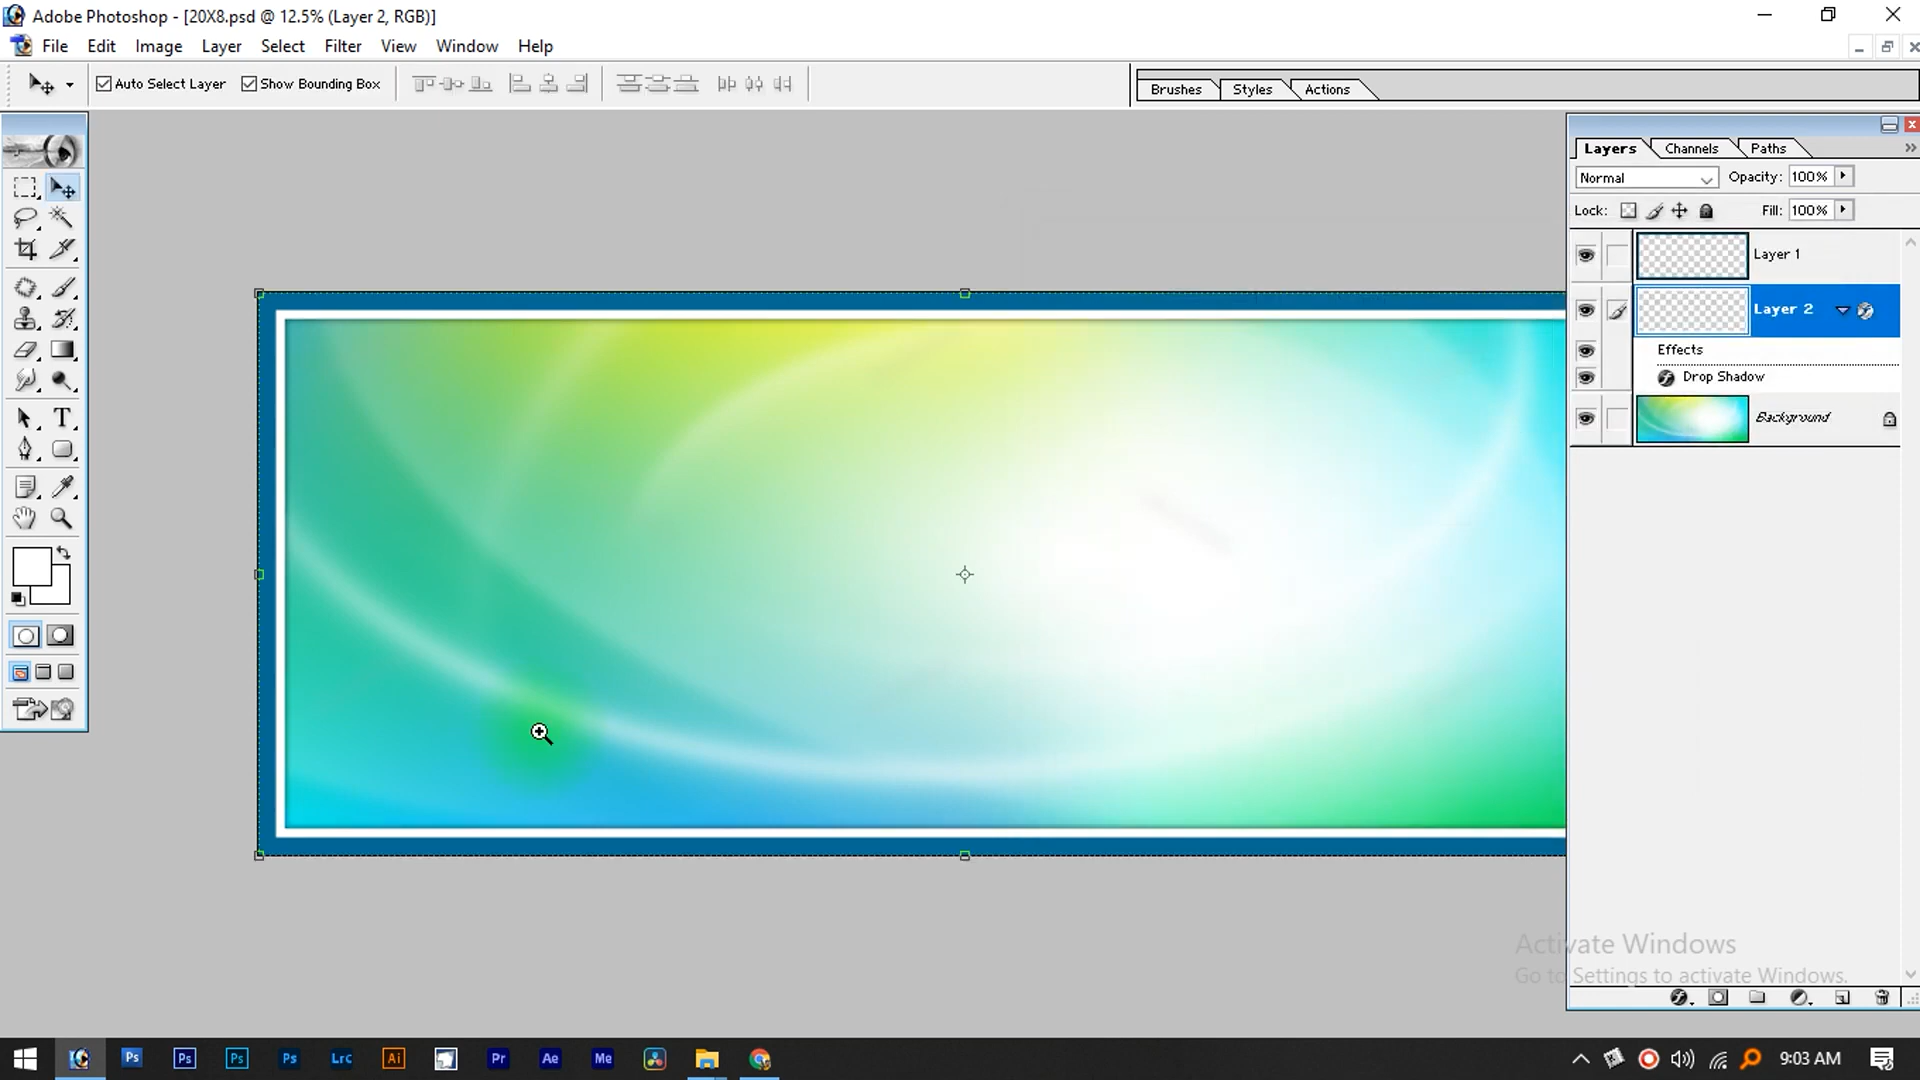 Adobe Photoshop - [20X8.psd @ 12.5% (Layer 2, RGB)]
File Edit Image Layer Select Filter View Window Help
Auto Select Layer Show Bounding Box
Brushes Styles Actions
Layers Channels Paths
Normal Opacity: 100%
Lock: Fill: 100%
Layer 1
Layer 2
Effects
Drop Shadow
Background
T
Activate Windows
Go to Settings to activate Windows.
Ps Ps Ps Ps Lrc Ai Pr Ae Me 9:03 AM